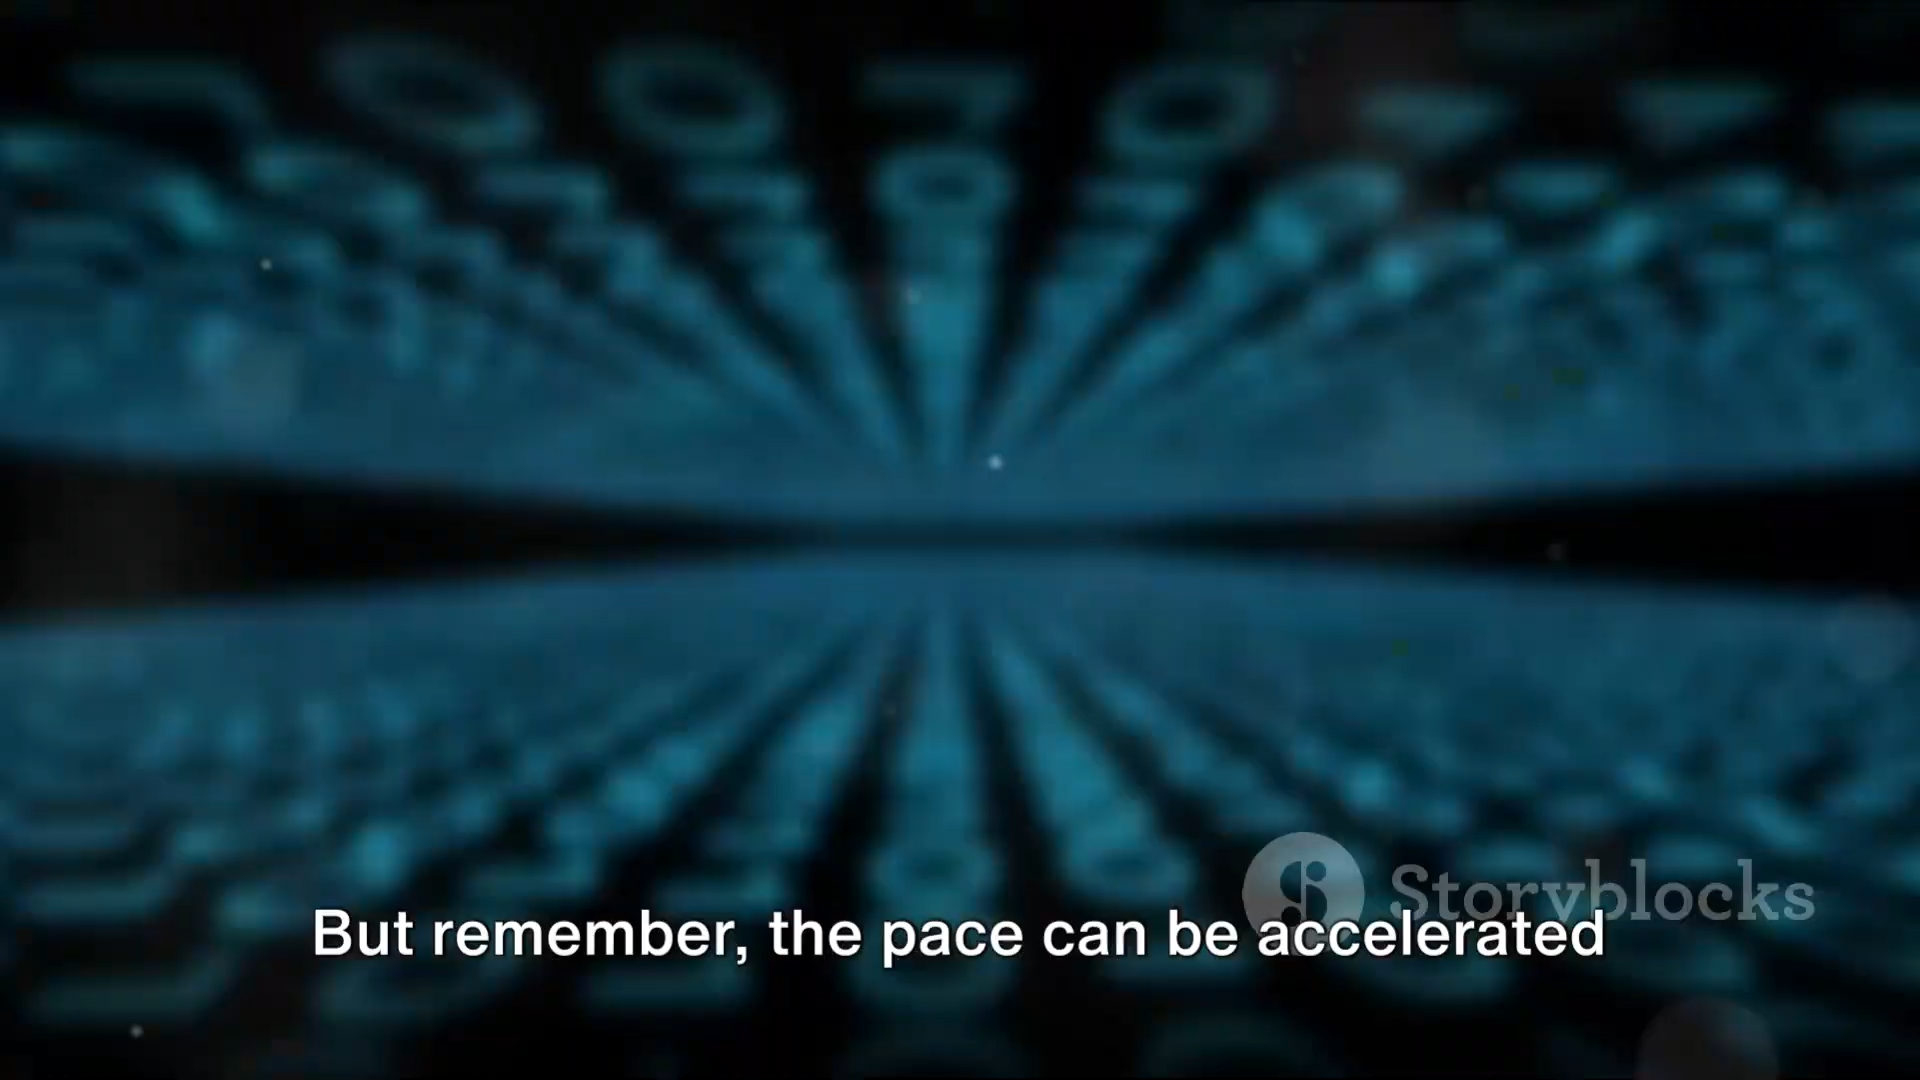 Storyblocks
But remember, the pace can be accelerated